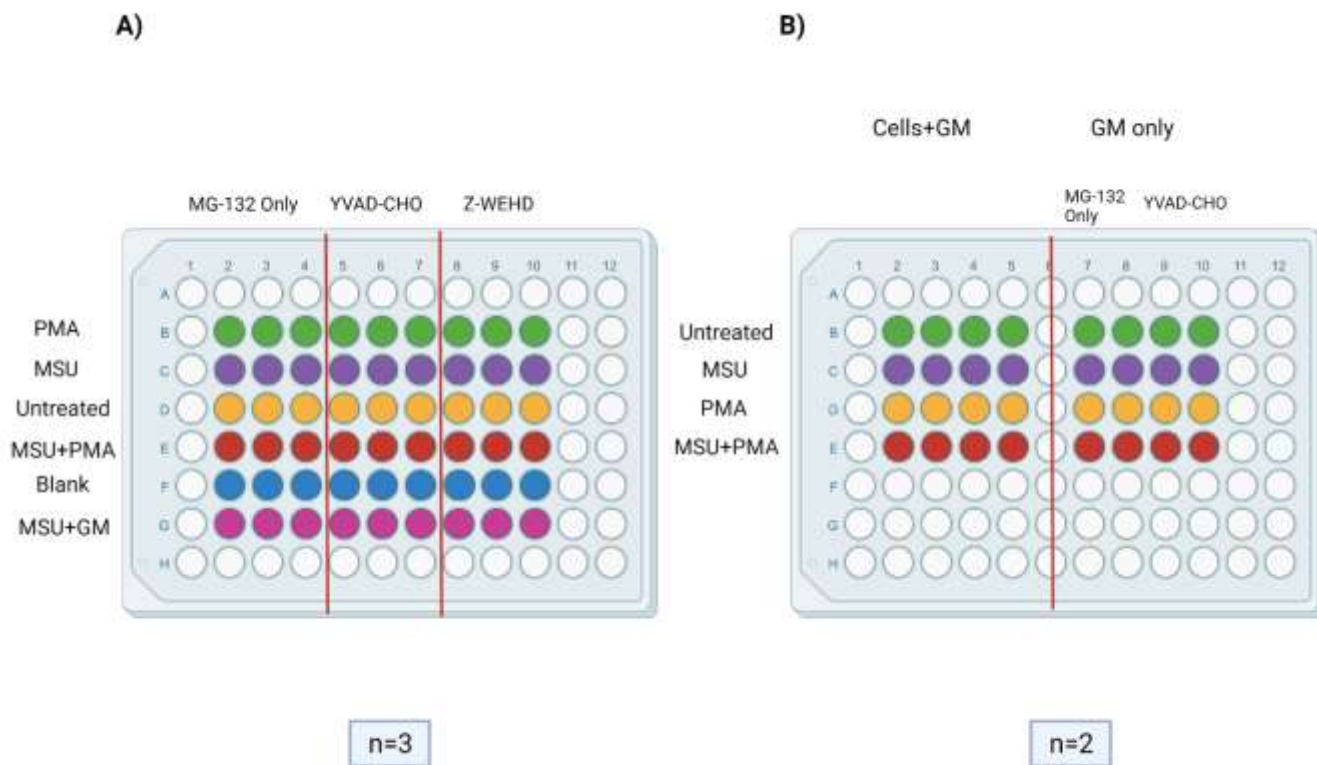 A)
B)
Cells+GM
GM only
MG-132 Only
YVAD-CHO
Z-WEHD
MG-132
Only
YVAD-CHO
1 2 3 4 5 6 7 8 9 10 11 12
A
PMA B
MSU C
Untreated D
MSU+PMA E
Blank F
MSU+GM G
H
1 2 3 4 5 6 7 8 9 10 11 12
A
Untreated B
MSU C
PMA G
MSU+PMA E
F
G
H
n=3
n=2